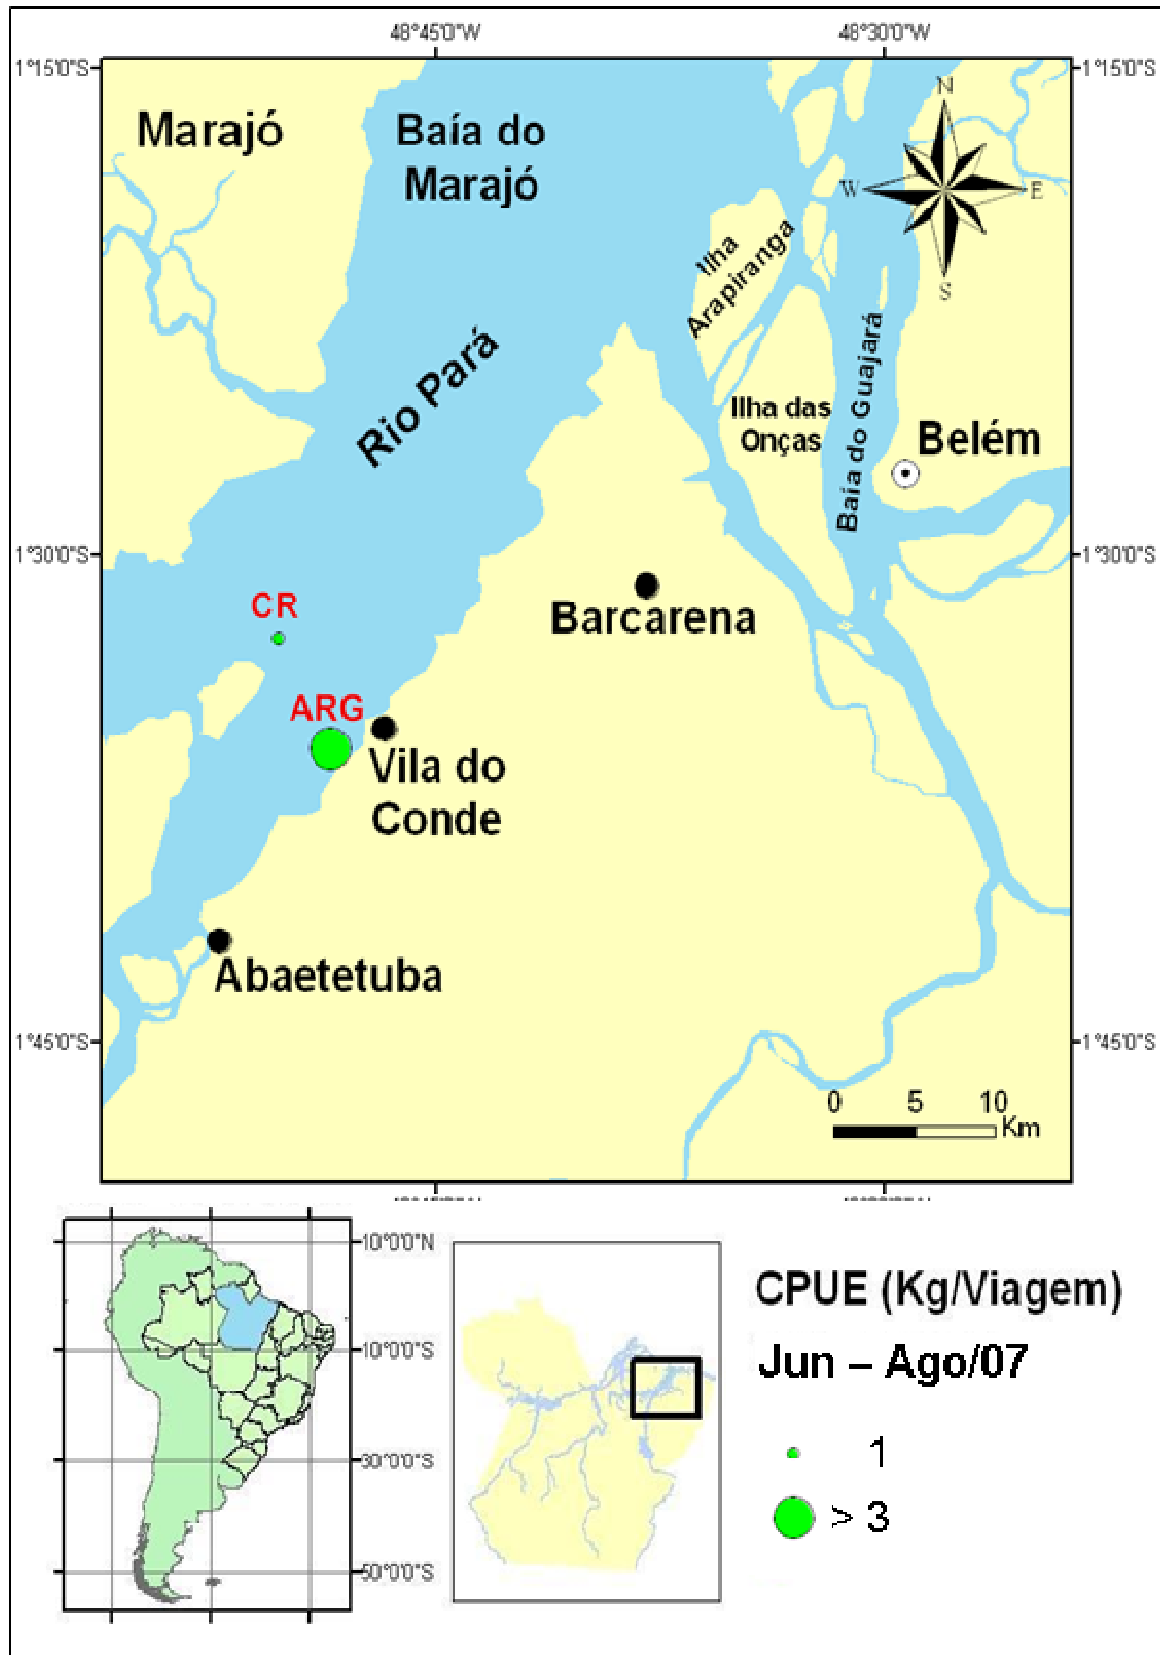 48°45'0"W
48°30'0"W
1°15'0"S
1°15'0"S
Marajó
Baía do
Marajó
N
W
E
S
Ilha
Arapiranga
Rio Pará
Baía do Guajará
Ilha das
Onças
Belém
1°30'0"S
1°30'0"S
CR
Barcarena
ARG
Vila do
Conde
Abaetetuba
1°45'0"S
1°45'0"S
0 5 10
Km
10°0'0"N
10°0'0"S
30°0'0"S
50°0'0"S
CPUE (Kg/Viagem)
Jun – Ago/07
1
> 3